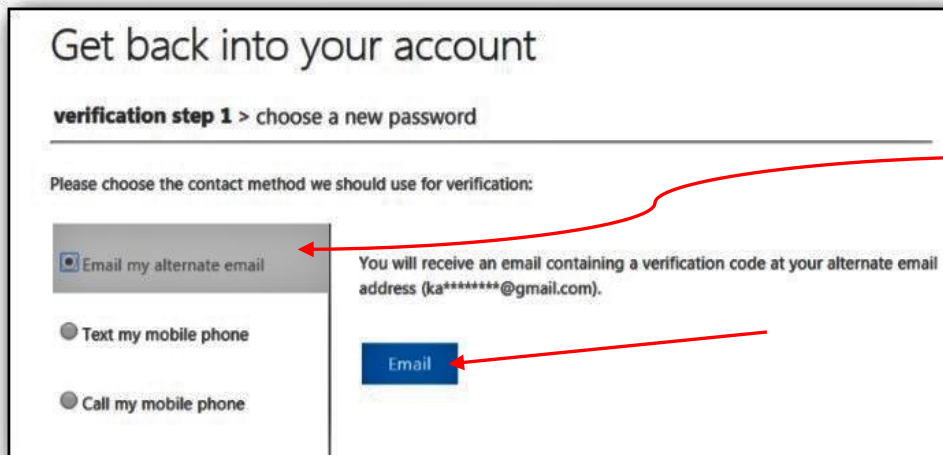 Get back into your account
verification step 1 > choose a new password
Please choose the contact method we should use for verification:
Email my alternate email
Text my mobile phone
Call my mobile phone
You will receive an email containing a verification code at your alternate email
address (ka********@gmail.com).
Email